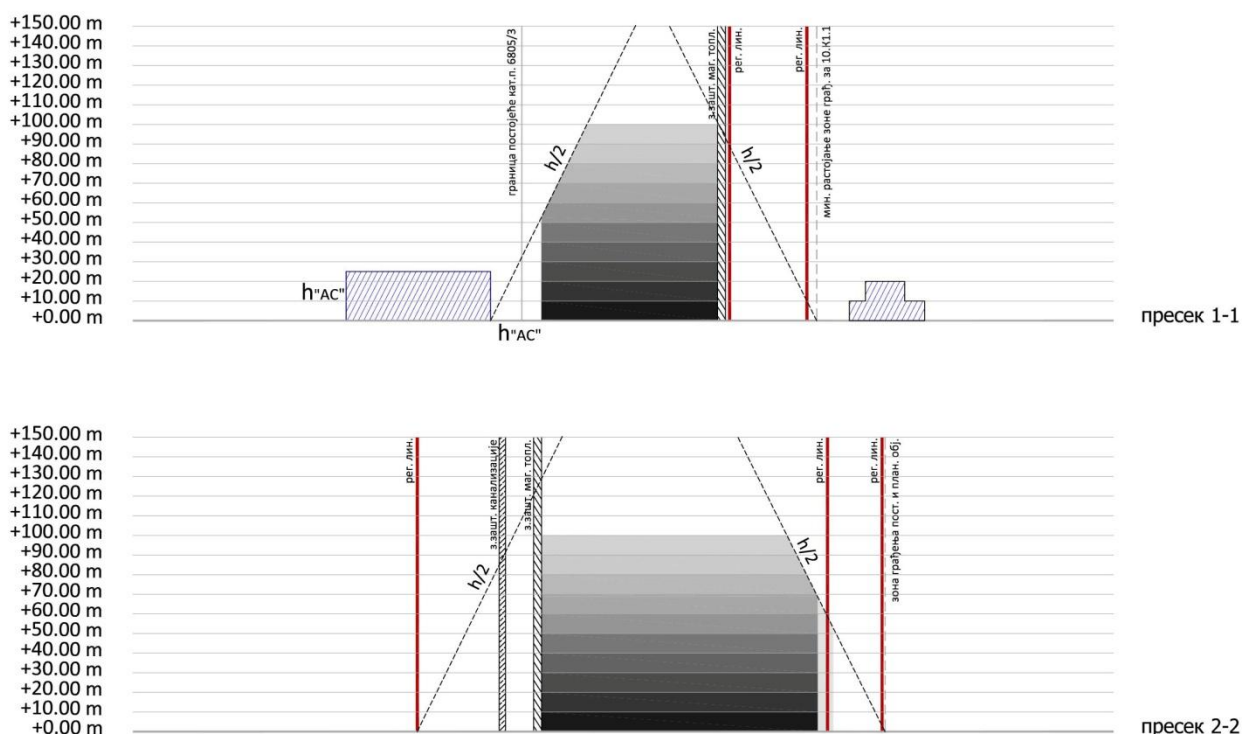 +150.00 m
+140.00 m
+130.00 m
+120.00 m
+110.00 m
+100.00 m
+90.00 m
+80.00 m
+70.00 m
+60.00 m
+50.00 m
+40.00 m
+30.00 m
+20.00 m
+10.00 m
+0.00 m
h"АС"
h"АС"
граница постојеће кат.п. 6805/3
h/2
з.зашт. маг. топл.
рег. лин.
h/2
рег. лин.
мин. растојање зоне грађ. за 10.К1.1
пресек 1-1
+150.00 m
+140.00 m
+130.00 m
+120.00 m
+110.00 m
+100.00 m
+90.00 m
+80.00 m
+70.00 m
+60.00 m
+50.00 m
+40.00 m
+30.00 m
+20.00 m
+10.00 m
+0.00 m
рег. лин.
h/2
з.зашт. канализације
з.зашт. маг. топл.
h/2
рег. лин.
рег. лин.
зона грађења пост. и план. обј.
пресек 2-2